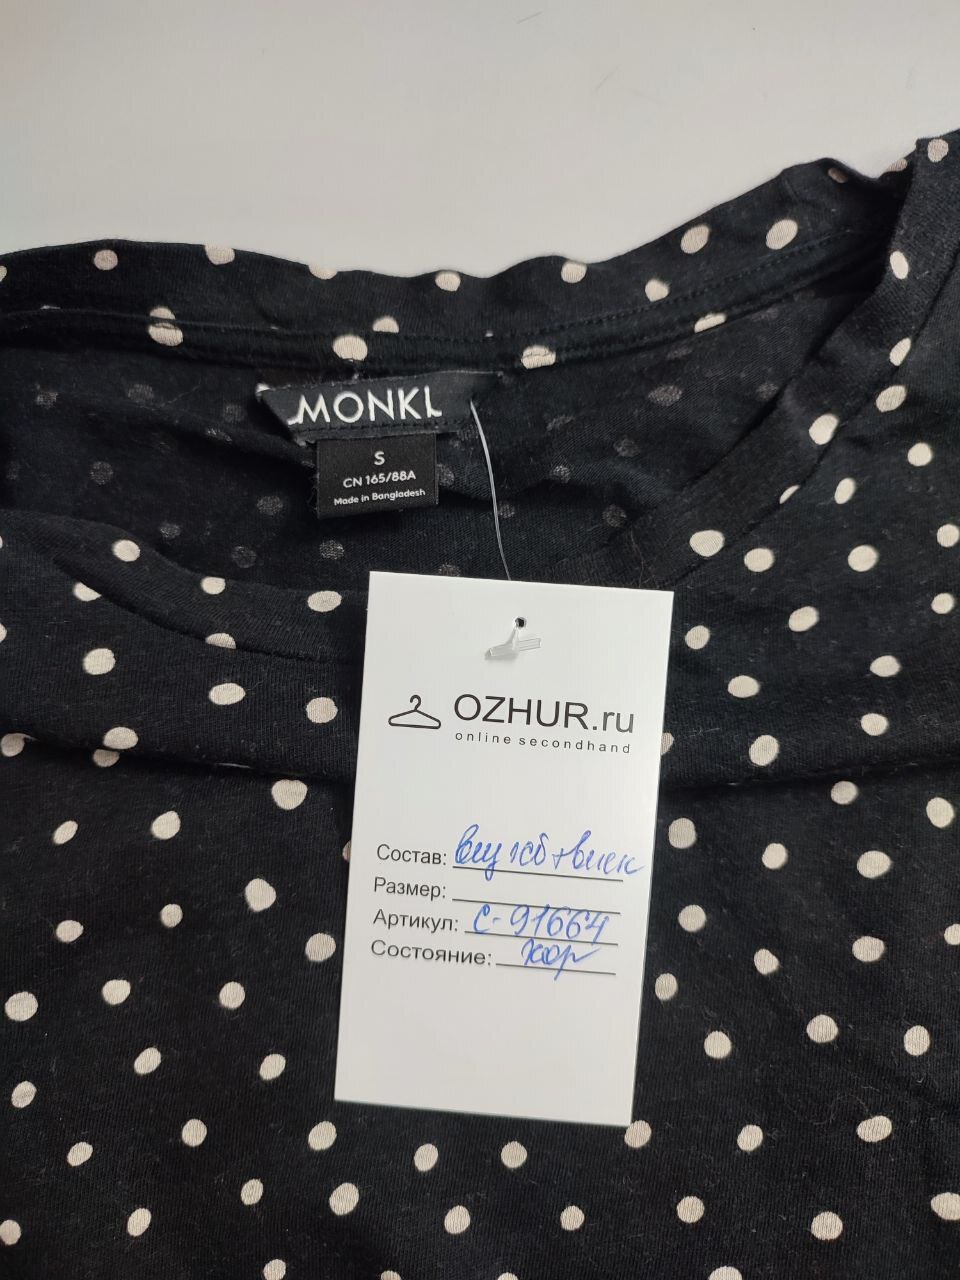 MONKI
S
CN 165/88A
Made in Bangladesh
OZHUR.ru
online secondhand
Состав:
Размер:
Артикул: С-91664
Состояние: хор